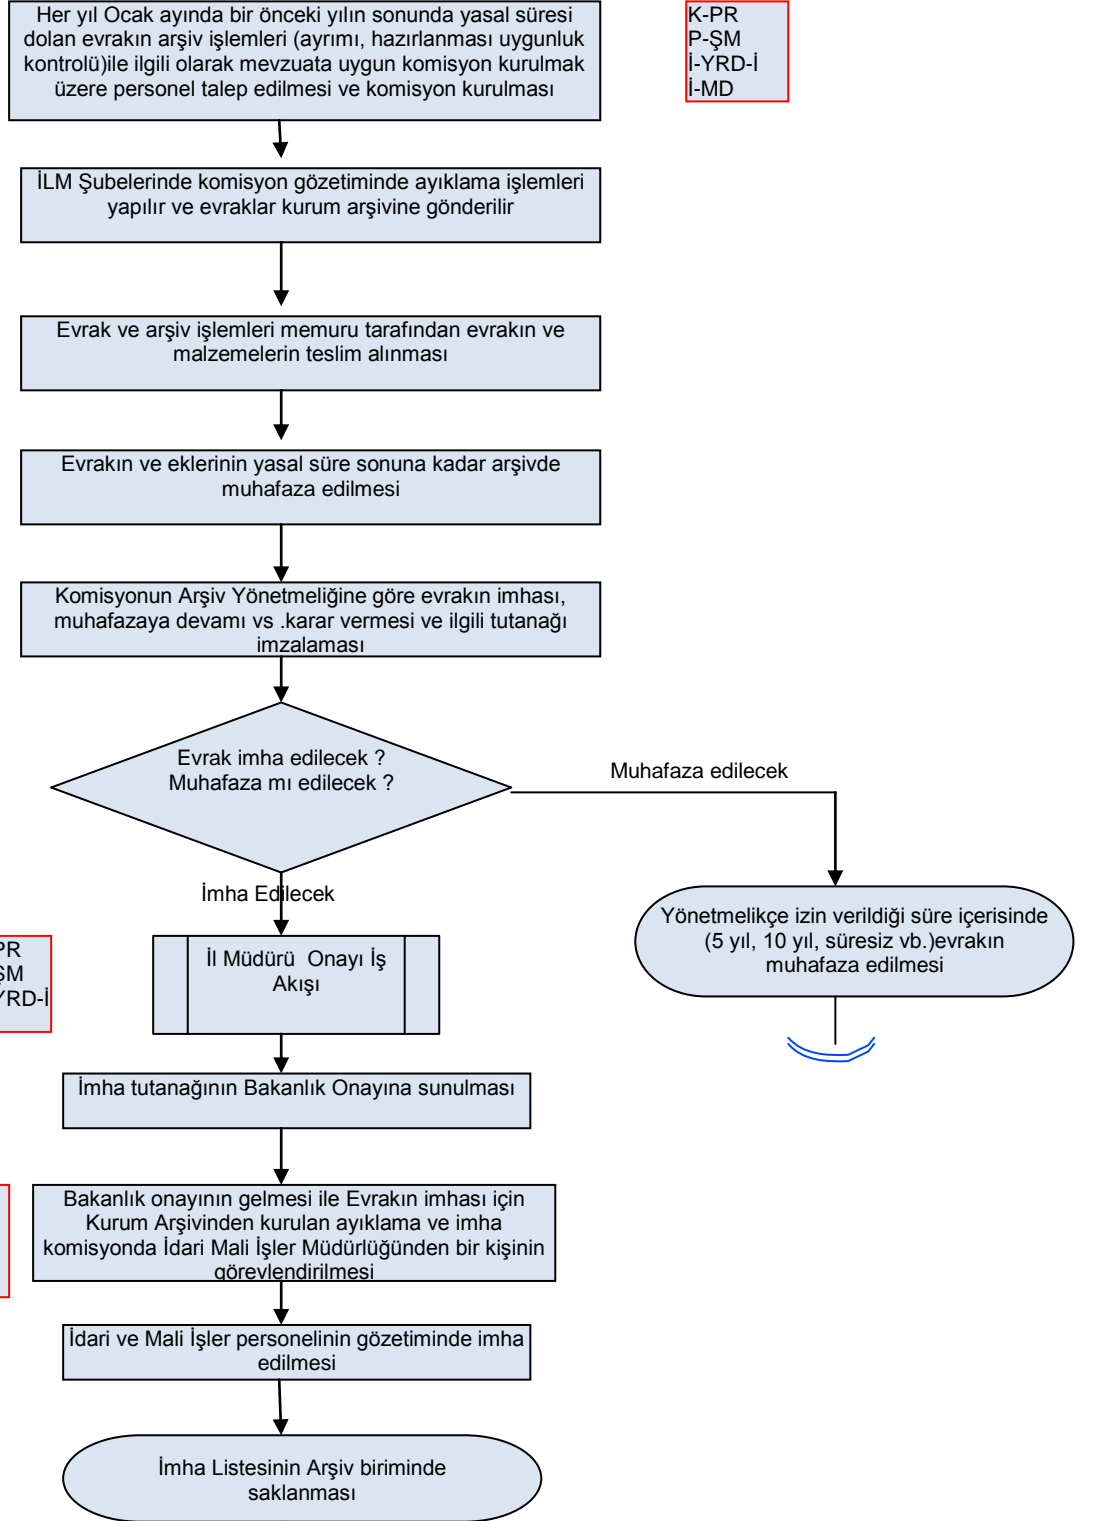 Her yıl Ocak ayında bir önceki yılın sonunda yasal süresi
dolan evrakın arşiv işlemleri (ayrımı, hazırlanması uygunluk
kontrolü)ile ilgili olarak mevzuata uygun komisyon kurulmak
üzere personel talep edilmesi ve komisyon kurulması
K-PR
P-ŞM
İ-YRD-İ
İ-MD
İLM Şubelerinde komisyon gözetiminde ayıklama işlemleri
yapılır ve evraklar kurum arşivine gönderilir
Evrak ve arşiv işlemleri memuru tarafından evrakın ve
malzemelerin teslim alınması
Evrakın ve eklerinin yasal süre sonuna kadar arşivde
muhafaza edilmesi
Komisyonun Arşiv Yönetmeliğine göre evrakın imhası,
muhafazaya devamı vs .karar vermesi ve ilgili tutanağı
imzalaması
Evrak imha edilecek ?
Muhafaza mı edilecek ?
Muhafaza edilecek
İmha Edilecek
Yönetmelikçe izin verildiği süre içerisinde
(5 yıl, 10 yıl, süresiz vb.)evrakın
muhafaza edilmesi
PR
ŞM
YRD-İ
İl Müdürü Onayı İş
Akışı
İmha tutanağının Bakanlık Onayına sunulması
Bakanlık onayının gelmesi ile Evrakın imhası için
Kurum Arşivinden kurulan ayıklama ve imha
komisyonda İdari Mali İşler Müdürlüğünden bir kişinin
görevlendirilmesi
İdari ve Mali İşler personelinin gözetiminde imha
edilmesi
İmha Listesinin Arşiv biriminde
saklanması